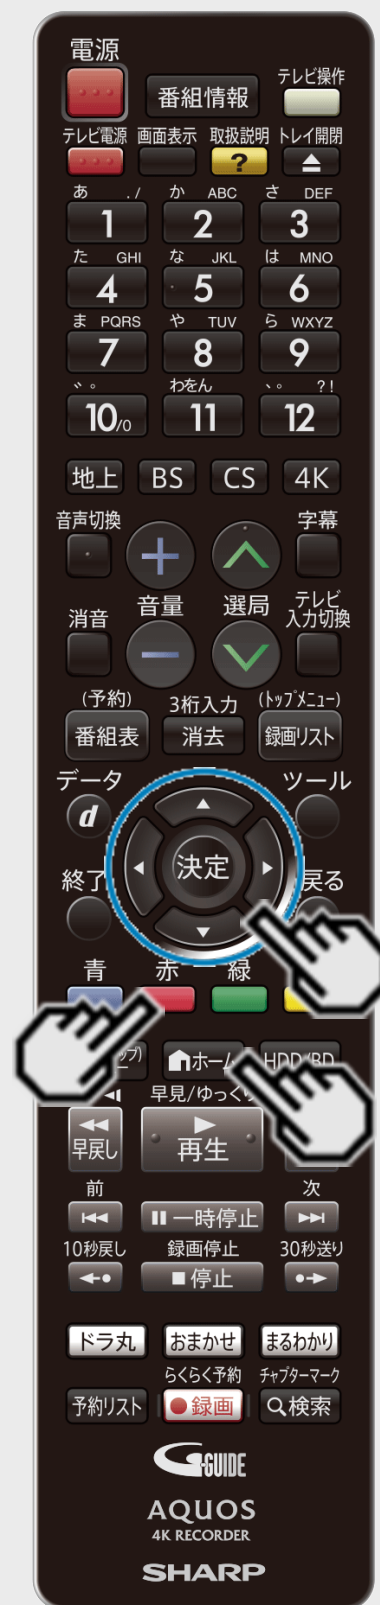 電源
番組情報
テレビ操作
テレビ電源 画面表示 取扱説明 トレイ開閉
?
あ ./ か ABC さ DEF
1 2 3
た GHI な JKL は MNO
4 5 6
ま PQRS や TUV ら WXYZ
7 8 9
゛゜ わをん 、。 ?!
10/0 11 12
地上 BS CS 4K
音声切換 字幕
消音 音量 選局 テレビ
入力切換
(予約) 3桁入力 (トップメニュー)
番組表 消去 録画リスト
データ ツール
d
決定
終了 戻る
青 赤 緑
ホーム HDD/BD
早見/ゆっくり
早戻し 再生
前 次
一時停止
10秒戻し 録画停止 30秒送り
停止
ドラ丸 おまかせ まるわかり
らくらく予約 チャプターマーク
予約リスト 録画 検索
G-GUIDE
AQUOS
4K RECORDER
SHARP